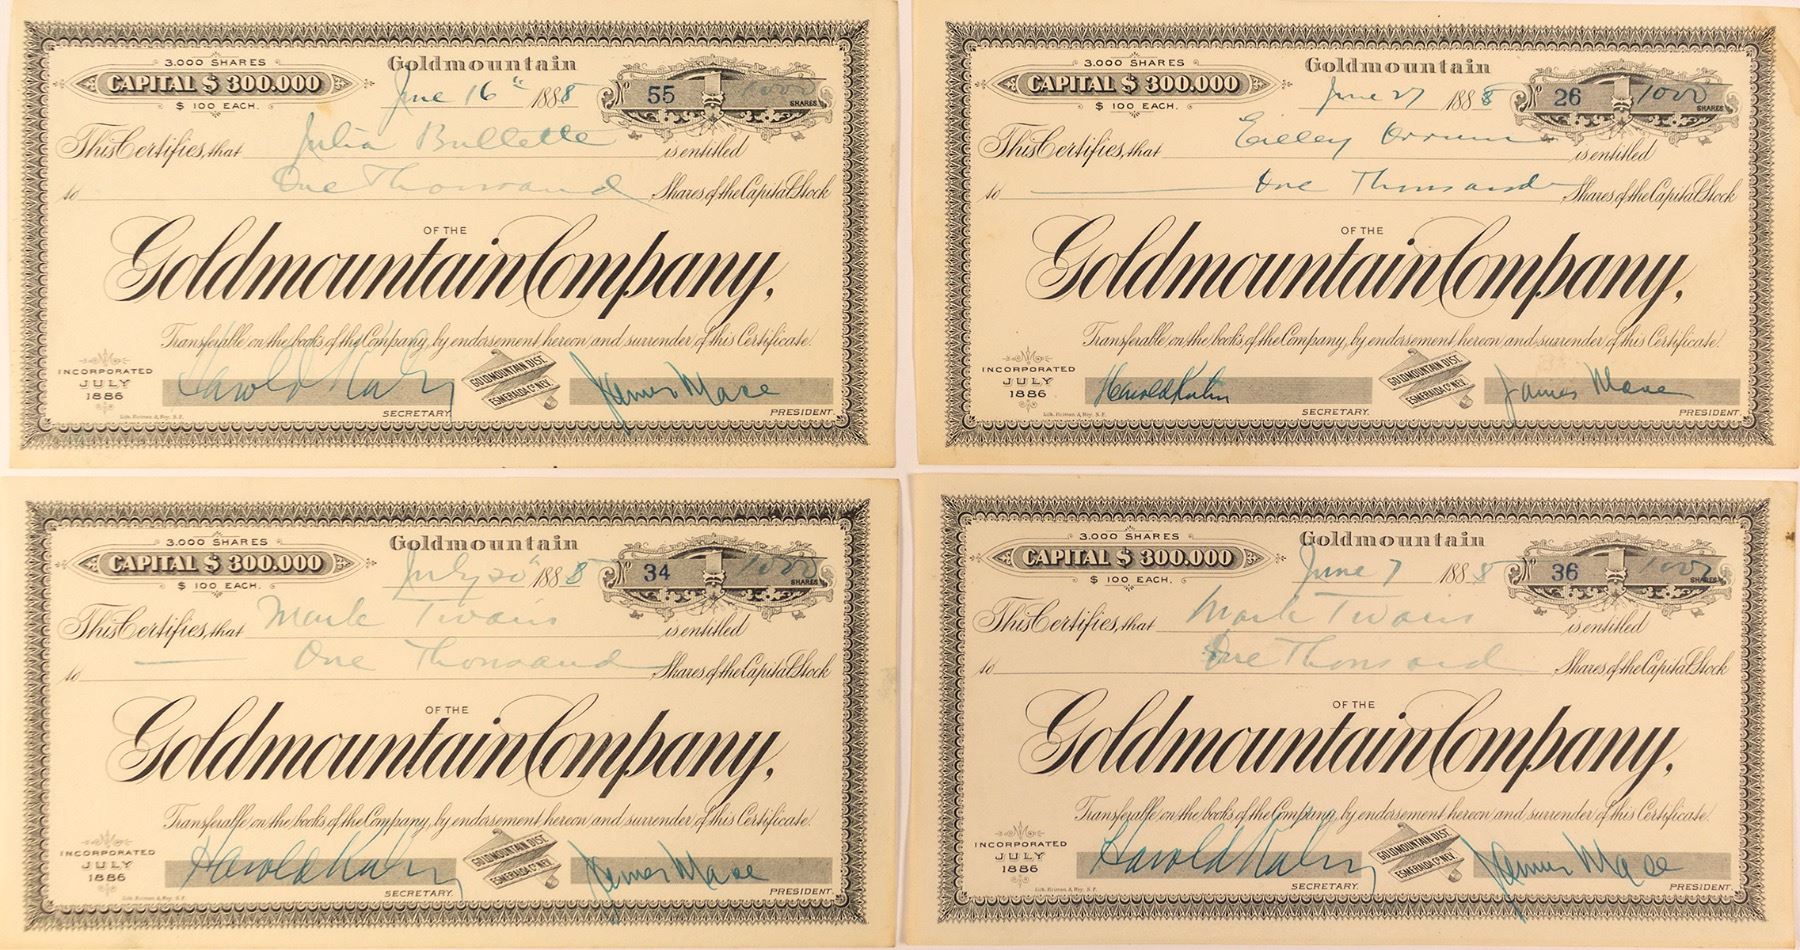 3.000 SHARES
CAPITAL $ 300.000
$ 100 EACH.
Goldmountain
June 16th 1888
No 55 1000 SHARES
This Certifies, that Julia Bullette is entitled
to One Thousand Shares of the Capital Stock
OF THE
Goldmountain Company,
Transferable on the books of the Company, by endorsement hereon and surrender of this Certificate.
INCORPORATED
JULY
1886
Harold Kahn
SECRETARY.
GOLDMOUNTAIN DIST.
ESMERALDA CO. NEV.
James Mace
PRESIDENT.
3.000 SHARES
CAPITAL $ 300.000
$ 100 EACH.
Goldmountain
June 27 1888
No 26 1000 SHARES
This Certifies, that Eilley Orrum is entitled
to One Thousand Shares of the Capital Stock
OF THE
Goldmountain Company,
Transferable on the books of the Company, by endorsement hereon and surrender of this Certificate.
INCORPORATED
JULY
1886
Harold Kahn
SECRETARY.
GOLDMOUNTAIN DIST.
ESMERALDA CO. NEV.
James Mace
PRESIDENT.
3.000 SHARES
CAPITAL $ 300.000
$ 100 EACH.
Goldmountain
July 20th 1888
No 34 1000 SHARES
This Certifies, that Mark Twain is entitled
to One Thousand Shares of the Capital Stock
OF THE
Goldmountain Company,
Transferable on the books of the Company, by endorsement hereon and surrender of this Certificate.
INCORPORATED
JULY
1886
Harold Kahn
SECRETARY.
GOLDMOUNTAIN DIST.
ESMERALDA CO. NEV.
James Mace
PRESIDENT.
3.000 SHARES
CAPITAL $ 300.000
$ 100 EACH.
Goldmountain
June 7 1888
No 36 1000 SHARES
This Certifies, that Mark Twain is entitled
to One Thousand Shares of the Capital Stock
OF THE
Goldmountain Company,
Transferable on the books of the Company, by endorsement hereon and surrender of this Certificate.
INCORPORATED
JULY
1886
Harold Kahn
SECRETARY.
GOLDMOUNTAIN DIST.
ESMERALDA CO. NEV.
James Mace
PRESIDENT.